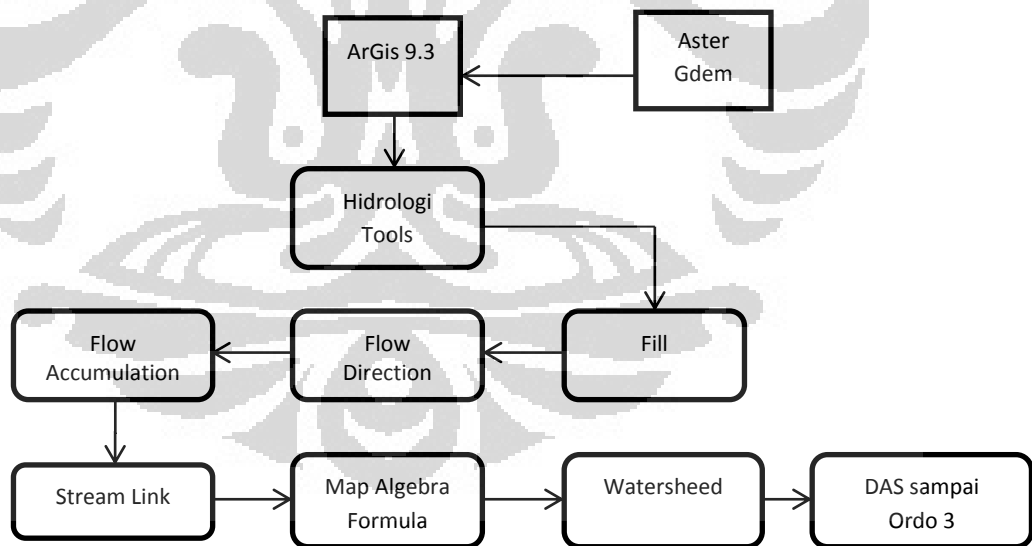 ArGis 9.3
Aster
Gdem
Hidrologi
Tools
Flow
Accumulation
Flow
Direction
Fill
Stream Link
Map Algebra
Formula
Watersheed
DAS sampai
Ordo 3